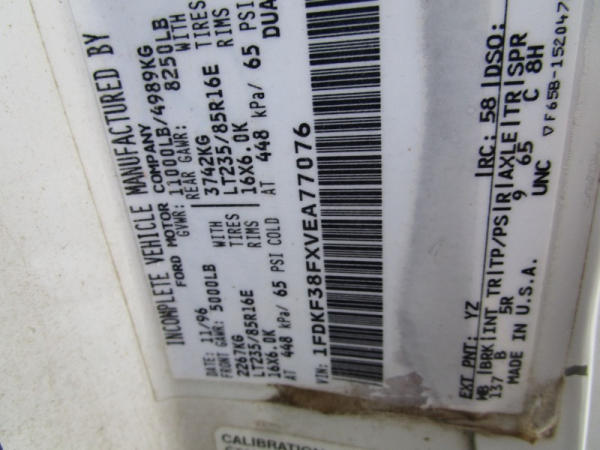 INCOMPLETE VEHICLE MANUFACTURED BY
FORD MOTOR COMPANY
GVWR: 11000LB/4989KG
DATE: 11/96
FRONT GAWR: 5000LB
REAR GAWR: 8250LB
2267KG WITH
3742KG WITH
LT235/85R16E TIRES
LT235/85R16E TIRES
16X6.0K RIMS
16X6.0K RIMS
AT 448 kPa/ 65 PSI COLD
AT 448 kPa/ 65 PSI
DUA
VIN: 1FDKF38FXVEA77076
EXT PNT: YZ RC: 58 DSO:
WB BRK INT TR TP/PS R AXLE TR SPR
137 B 5R 9 65 C 8H
MADE IN U.S.A. UNC
▽F65B-152047
CALIBRATION